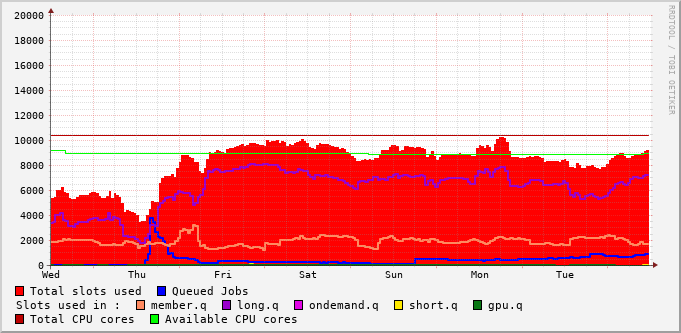 20000
18000
16000
14000
12000
10000
8000
6000
4000
2000
0
Wed Thu Fri Sat Sun Mon Tue
RRDTOOL / TOBI OETIKER
Total slots used Queued Jobs
Slots used in : member.q long.q ondemand.q short.q gpu.q
Total CPU cores Available CPU cores